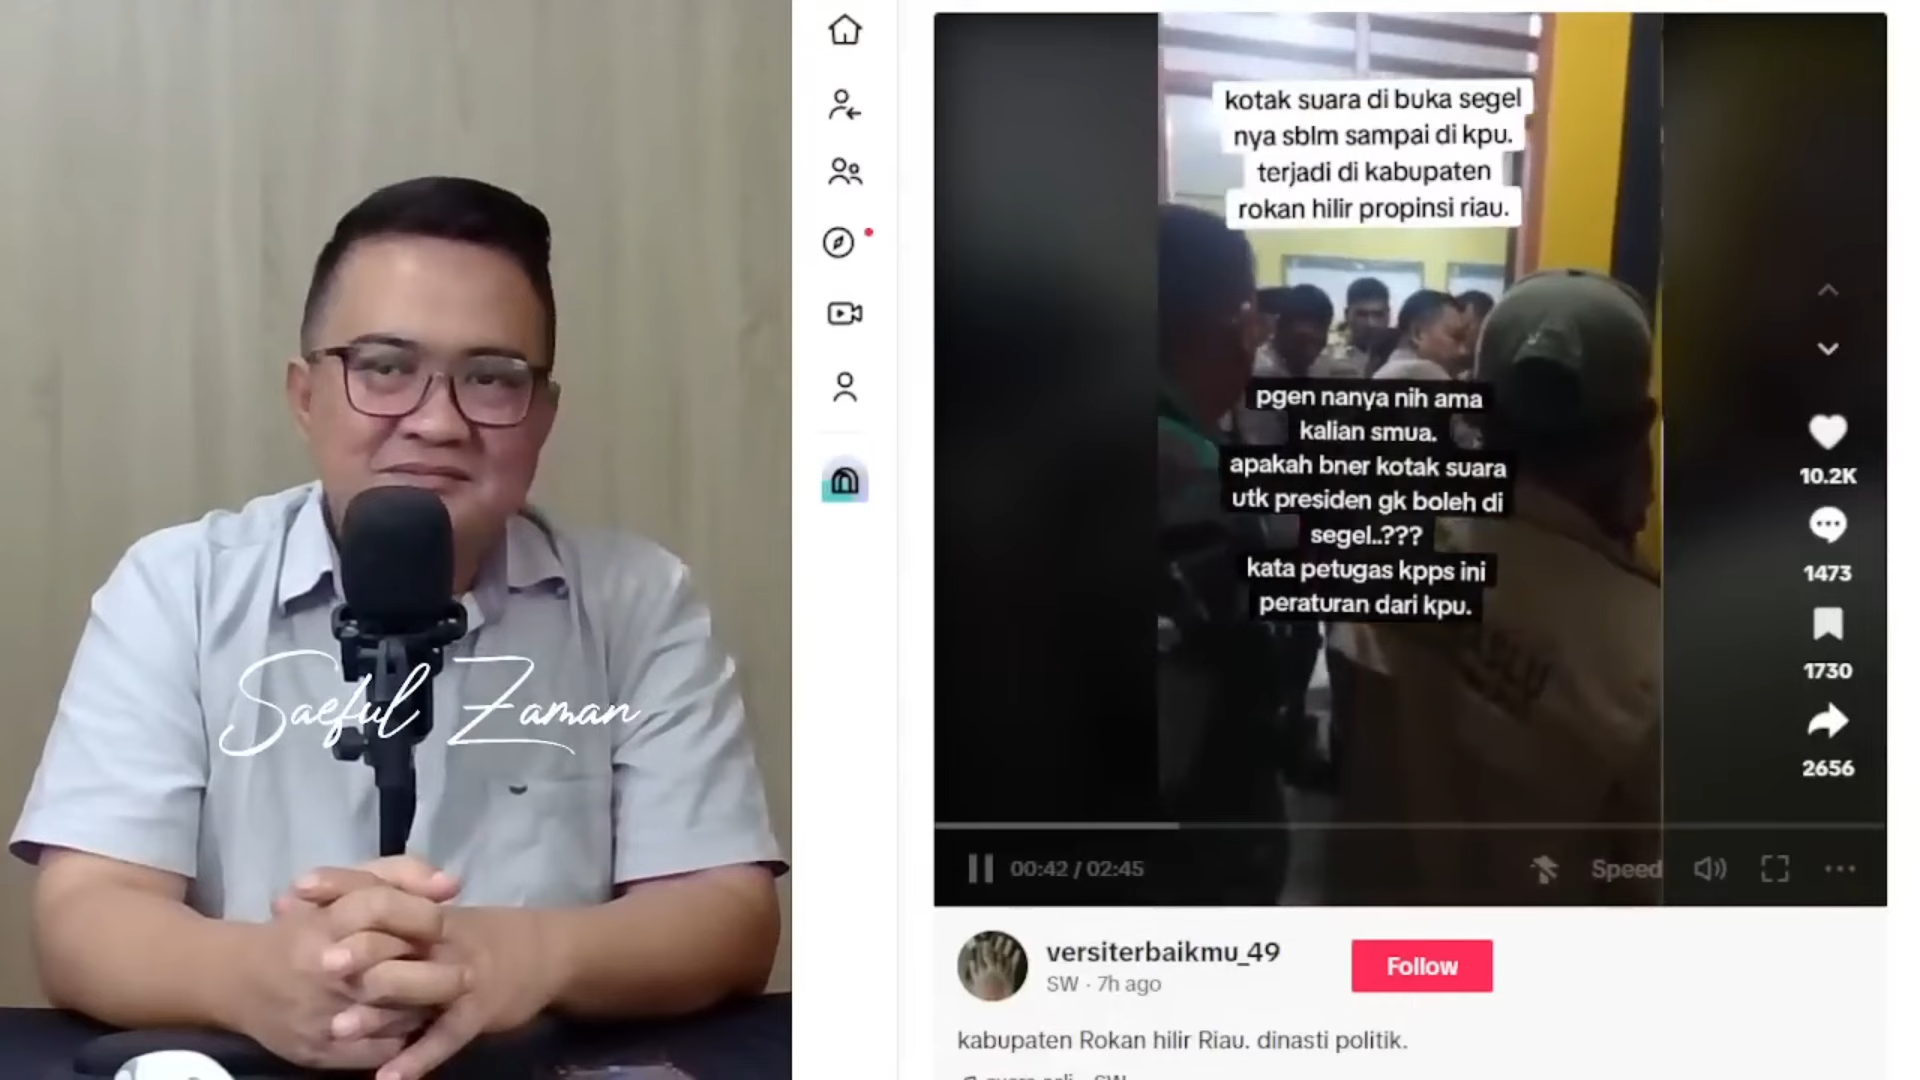 Saeful Zaman
kotak suara di buka segel
nya sblm sampai di kpu.
terjadi di kabupaten
rokan hilir propinsi riau.
pgen nanya nih ama
kalian smua.
apakah bner kotak suara
utk presiden gk boleh di
segel..???
kata petugas kpps ini
peraturan dari kpu.
10.2K
1473
1730
2656
00:42 / 02:45
Speed
versiterbaikmu_49
SW · 7h ago
Follow
kabupaten Rokan hilir Riau. dinasti politik.